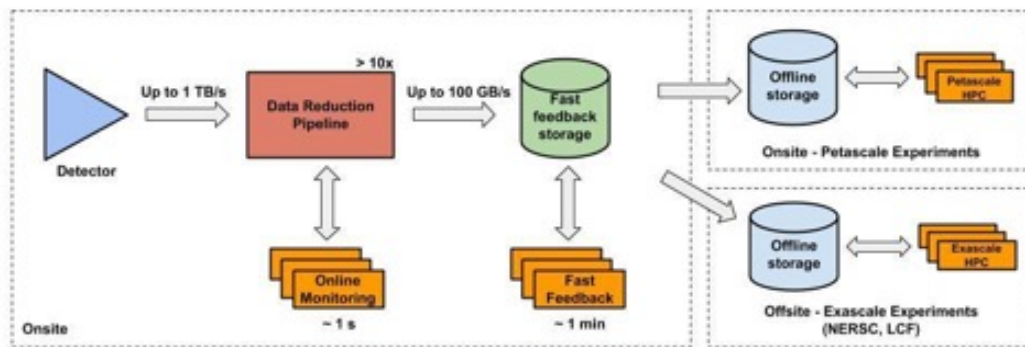 > 10x
Up to 1 TB/s
Data Reduction
Pipeline
Up to 100 GB/s
Fast
feedback
storage
Detector
Online
Monitoring
~ 1 s
Fast
Feedback
~ 1 min
Onsite
Offline
storage
Petascale
HPC
Onsite - Petascale Experiments
Offline
storage
Exascale
HPC
Offsite - Exascale Experiments
(NERSC, LCF)